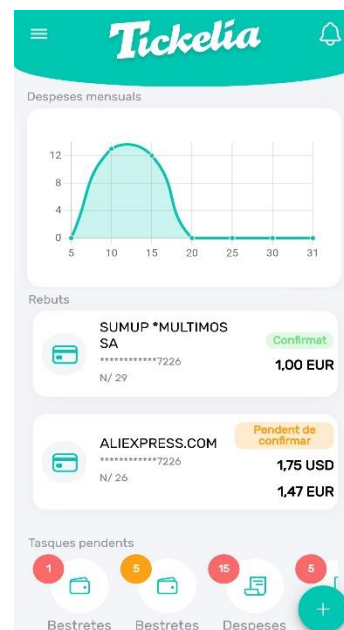 Tickelia
Despeses mensuals
12
8
4
0
5 10 15 20 25 30 31
Rebuts
SUMUP *MULTIMOS
SA
Confirmat
************7226
1,00 EUR
N/ 29
Pendent de
confirmar
ALIEXPRESS.COM
************7226
1,75 USD
N/ 26
1,47 EUR
Tasques pendents
1 5 15 5
Bestretes Bestretes Despeses
+